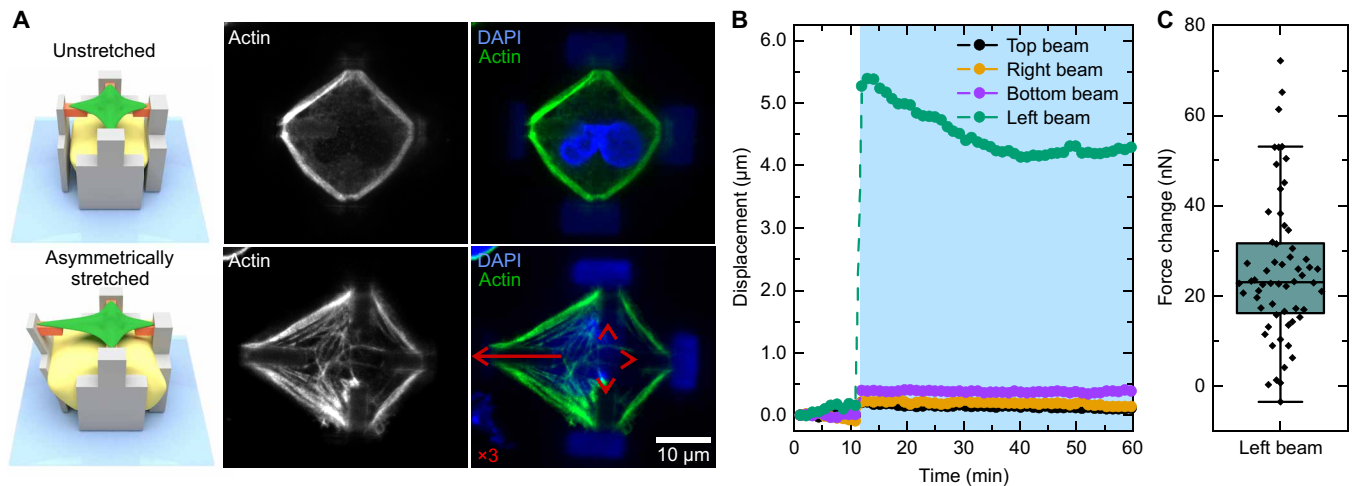 A
Unstretched
Actin
DAPI
Actin
Asymmetrically
stretched
Actin
DAPI
Actin
×3
10 µm
B
Displacement (µm)
6.0
5.0
4.0
3.0
2.0
1.0
0.0
Top beam
Right beam
Bottom beam
Left beam
0 10 20 30 40 50 60
Time (min)
C
Force change (nN)
80
60
40
20
0
Left beam